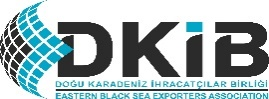 DKİB
DOĞU KARADENİZ İHRACATÇILAR BİRLİĞİ
EASTERN BLACK SEA EXPORTERS ASSOCIATION